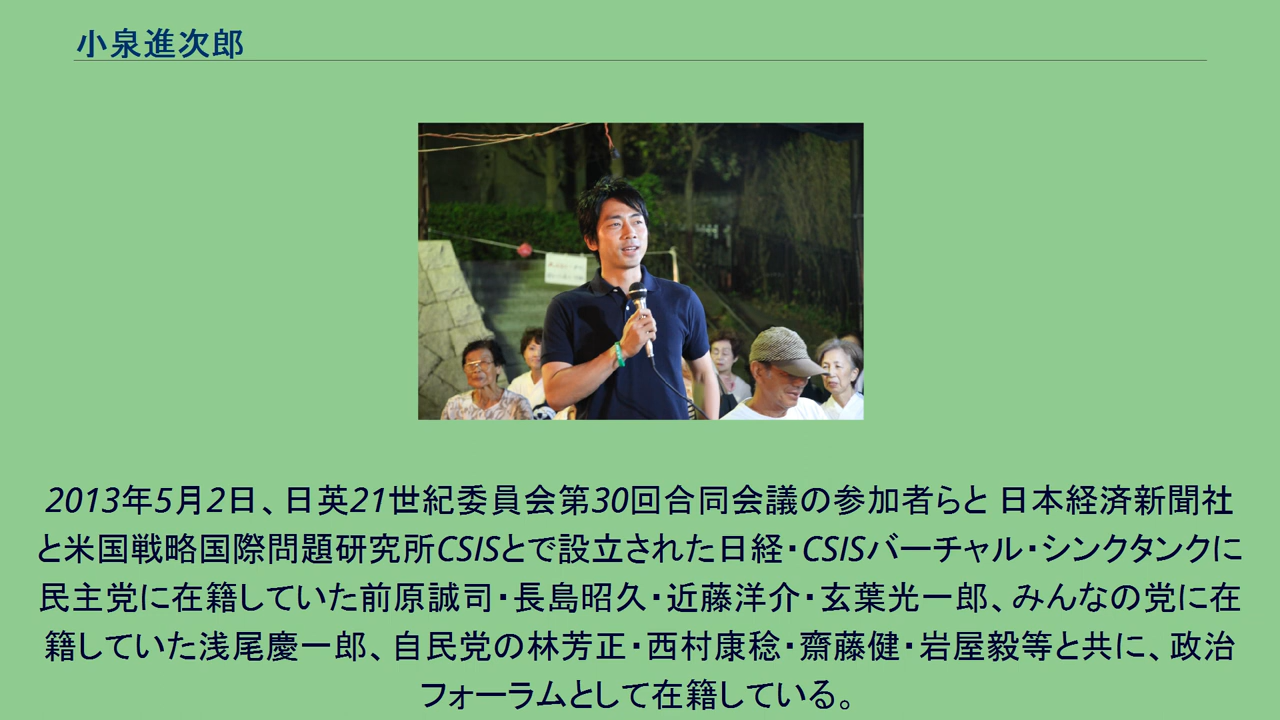 小泉進次郎
2013年5月2日、日英21世紀委員会第30回合同会議の参加者らと 日本経済新聞社
と米国戦略国際問題研究所CSISとで設立された日経・CSISバーチャル・シンクタンクに
民主党に在籍していた前原誠司・長島昭久・近藤洋介・玄葉光一郎、みんなの党に在
籍していた浅尾慶一郎、自民党の林芳正・西村康稔・齋藤健・岩屋毅等と共に、政治
フォーラムとして在籍している。